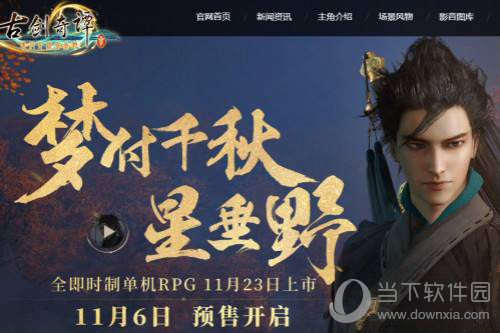 官网首页 新闻资讯 主角介绍 场景风物 影音图库
古剑奇谭
梦付千秋
星垂野
全即时制单机RPG 11月23日上市
11月6日 预售开启
当下软件园
www.downxia.com